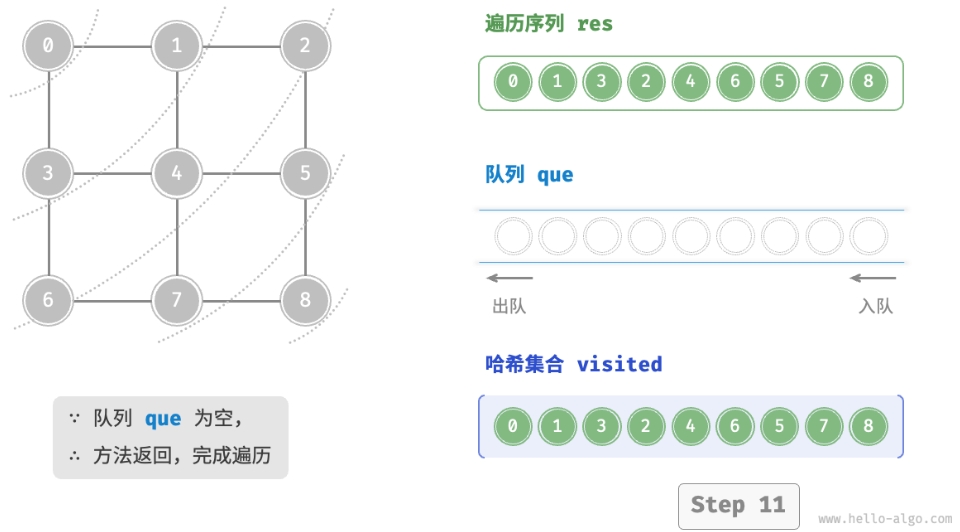 0 1 2
3 4 5
6 7 8
∵ 队列 que 为空，
∴ 方法返回，完成遍历
遍历序列 res
0 1 3 2 4 6 5 7 8
队列 que
出队 入队
哈希集合 visited
0 1 3 2 4 6 5 7 8
Step 11
www.hello-algo.com